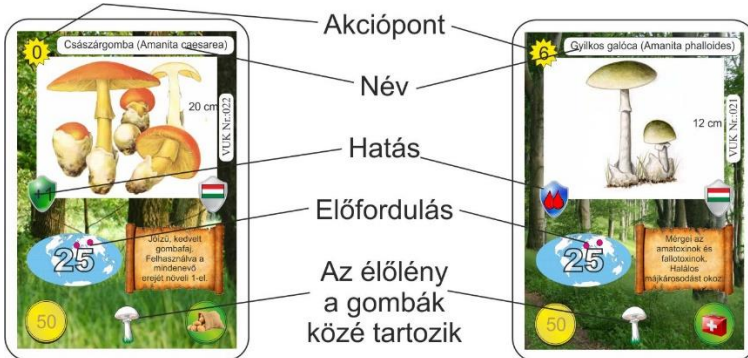 Akciópont
Név
Hatás
Előfordulás
Az élőlény
a gombák
közé tartozik
0
Császárgomba (Amanita caesarea)
20 cm
VUK Nr.:022
25
Jóízű, kedvelt
gombafaj.
Felhasználva a
mindenevő
erejét növeli 1-el.
50
6
Gyilkos galóca (Amanita phalloides)
12 cm
VUK Nr.:021
25
Mérgei az
amatoxinok és
fallotoxinok.
Halálos
májkárosodást okoz.
50